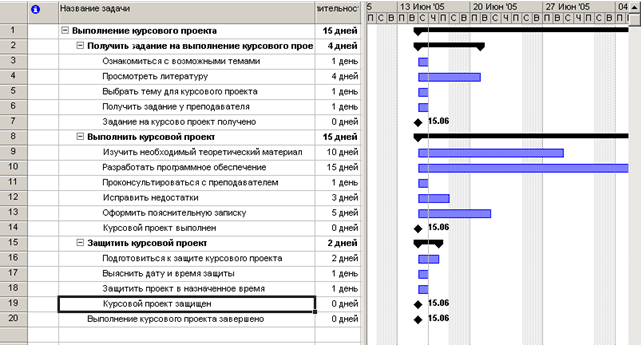 Название задачи ительност 5 13 Июн '05 20 Июн '05 27 Июн '05 04
П С В С Ч В П В С Ч В П В С Ч В П С В П
1 Выполнение курсового проекта 15 дней
2 Получить задание на выполнение курсового прое 4 дней
3 Ознакомиться с возможными темами 1 день
4 Просмотреть литературу 4 дней
5 Выбрать тему для курсового проекта 1 день
6 Получить задание у преподавателя 1 день
7 Задание на курсово проект получено 0 дней 15.06
8 Выполнить курсовой проект 15 дней
9 Изучить необходимый теоретический материал 10 дней
10 Разработать программное обеспечение 15 дней
11 Проконсультироваться с преподавателем 1 день
12 Исправить недостатки 3 дней
13 Оформить пояснительную записку 5 дней
14 Курсовой проект выполнен 0 дней 15.06
15 Защитить курсовой проект 2 дней
16 Подготовиться к защите курсового проекта 2 дней
17 Выяснить дату и время защиты 1 день
18 Защитить проект в назначенное время 1 день
19 Курсовой проект защищен 0 дней 15.06
20 Выполнение курсового проекта завершено 0 дней 15.06